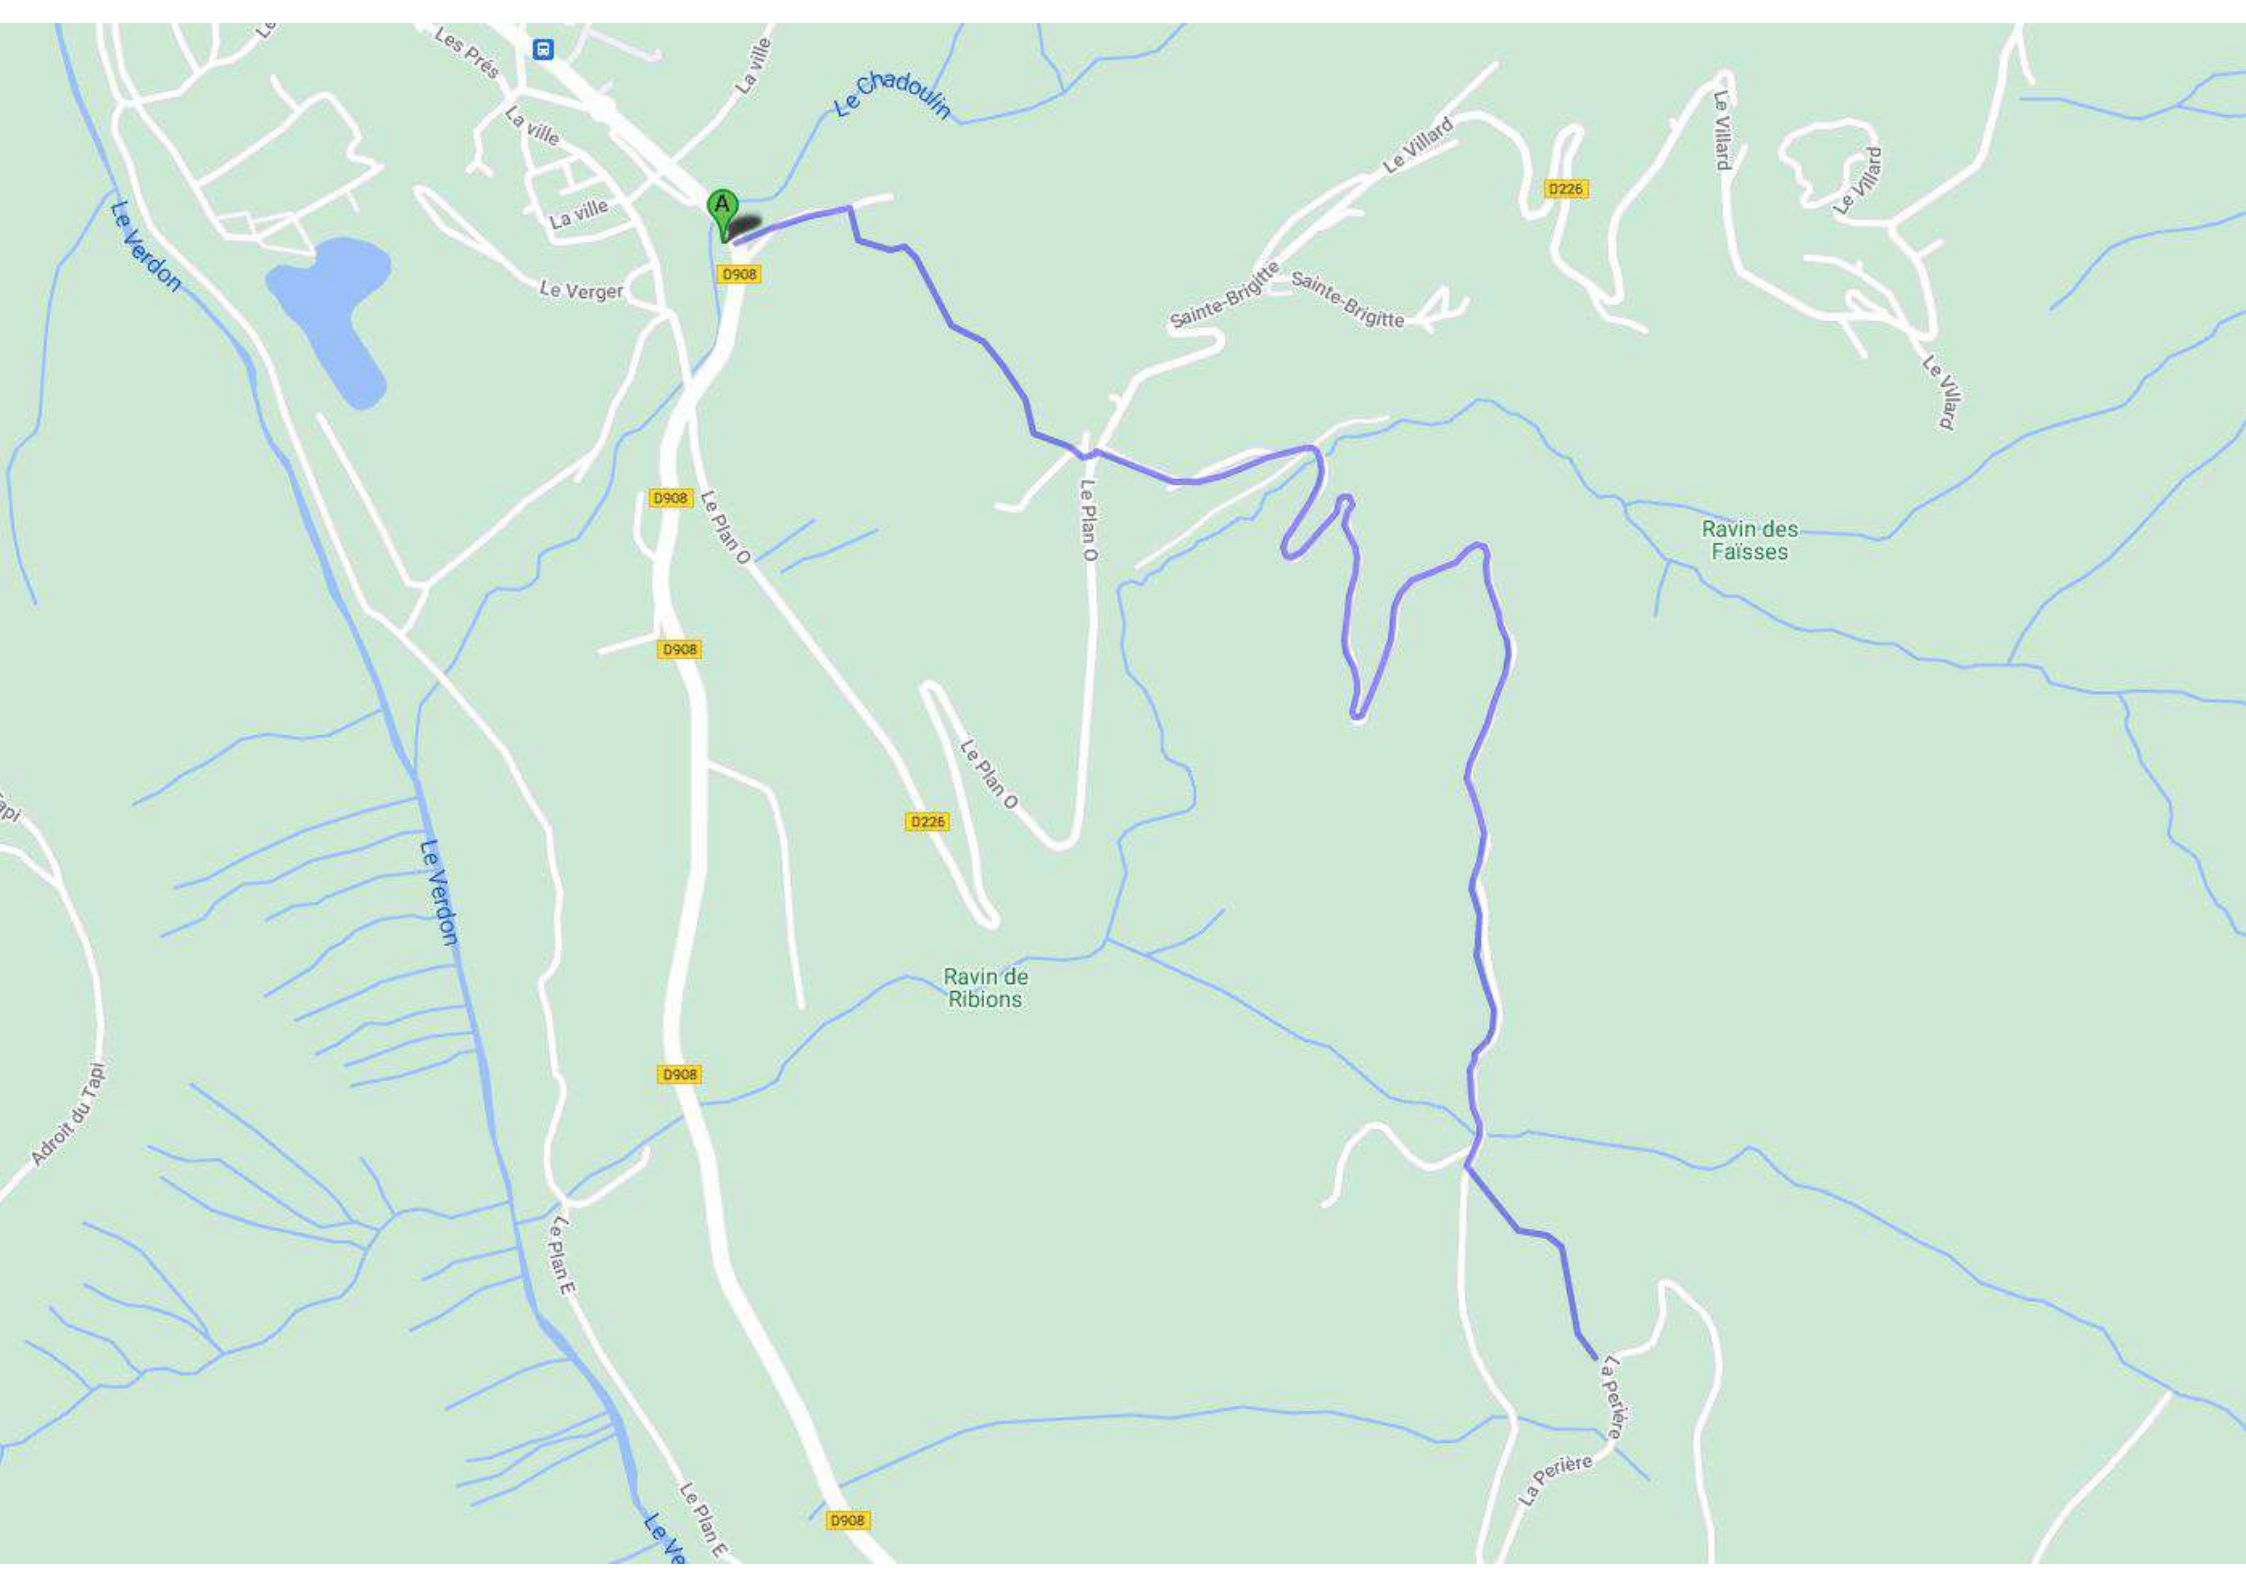 Les Prés
La ville
Le Chadoulin
La ville
Le Villard
Le Villard
Le Villard
D226
A
La ville
Le Verdon
D908
Le Verger
Sainte-Brigitte
Sainte-Brigitte
Le Villard
D908
Le Plan O
Le Plan O
Ravin des
Faïsses
D908
Le Plan O
D226
Le Verdon
Ravin de
Ribions
D908
Adroit du Tapi
Le Plan E
La Perière
La Perière
Le Plan E
D908
Le Ve